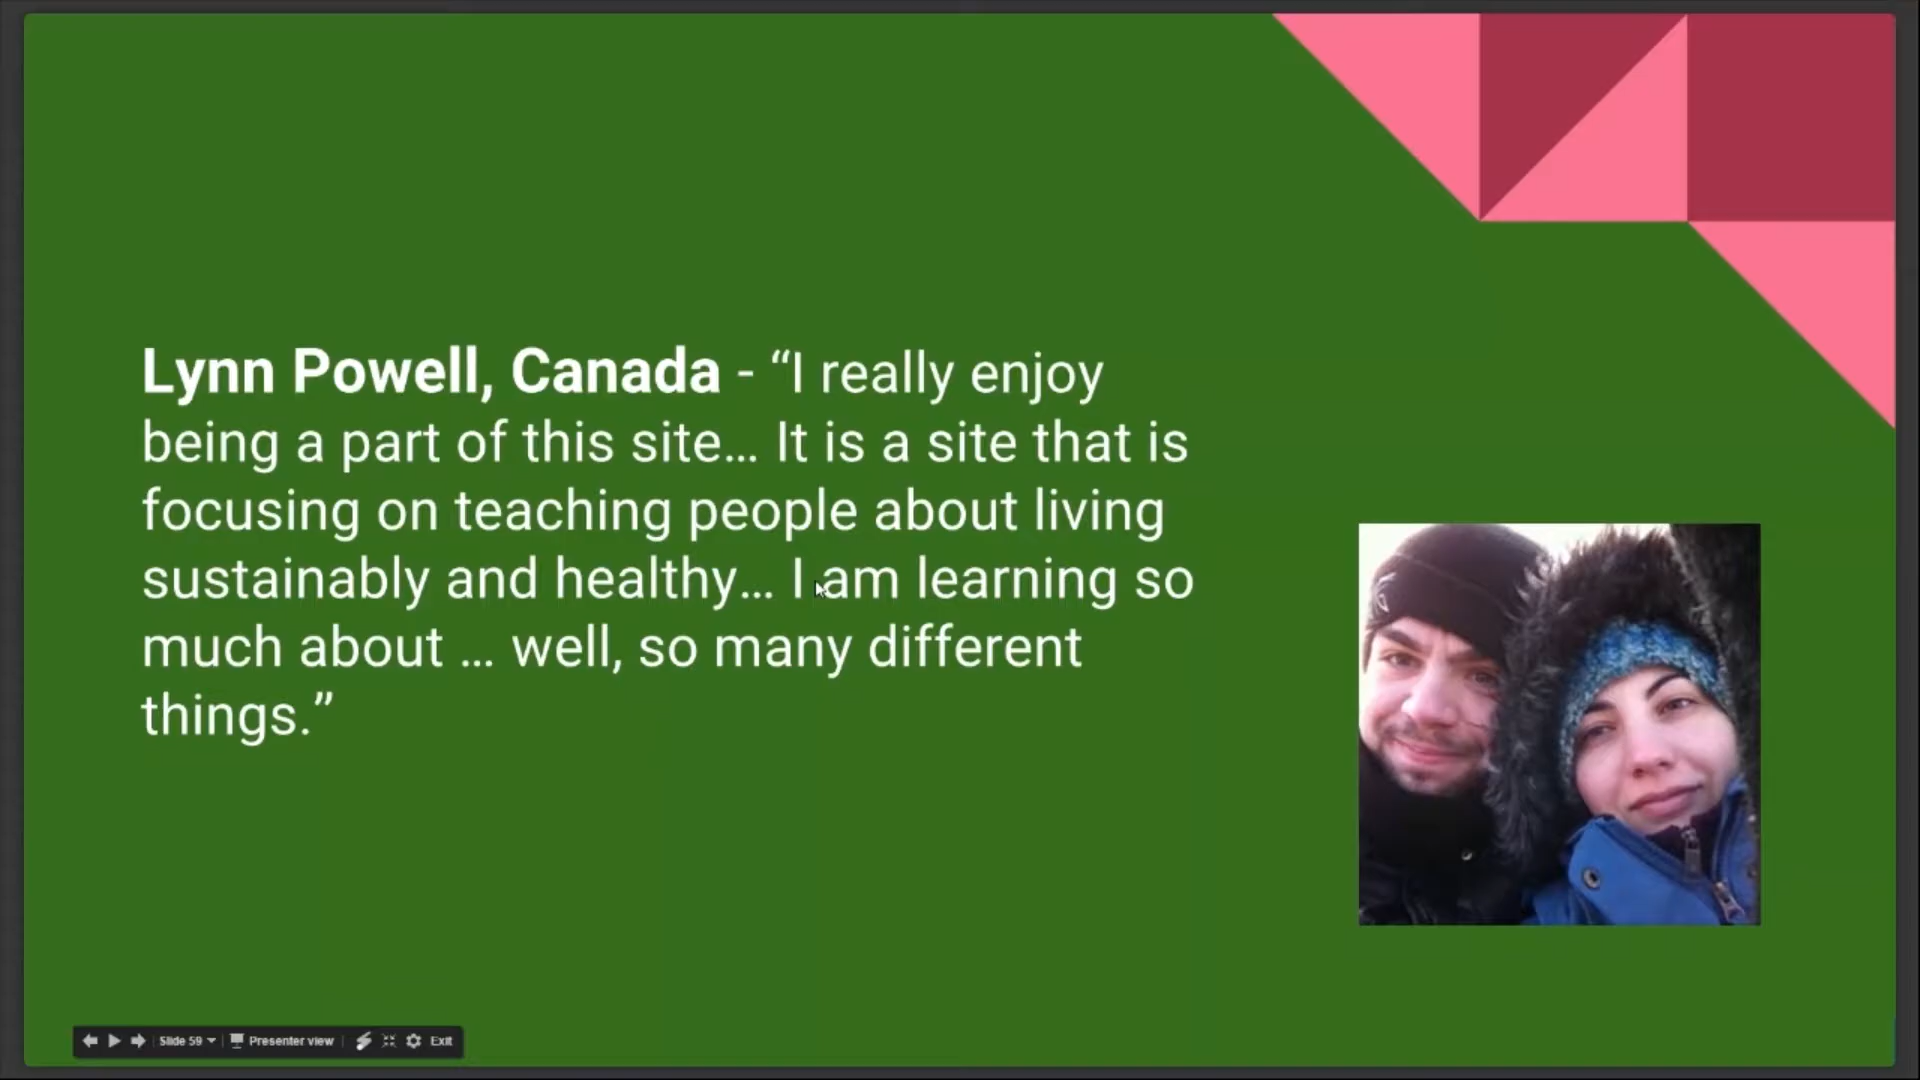 Lynn Powell, Canada - “I really enjoy
being a part of this site... It is a site that is
focusing on teaching people about living
sustainably and healthy... I am learning so
much about ... well, so many different
things.”
Slide 59 Presenter view Exit